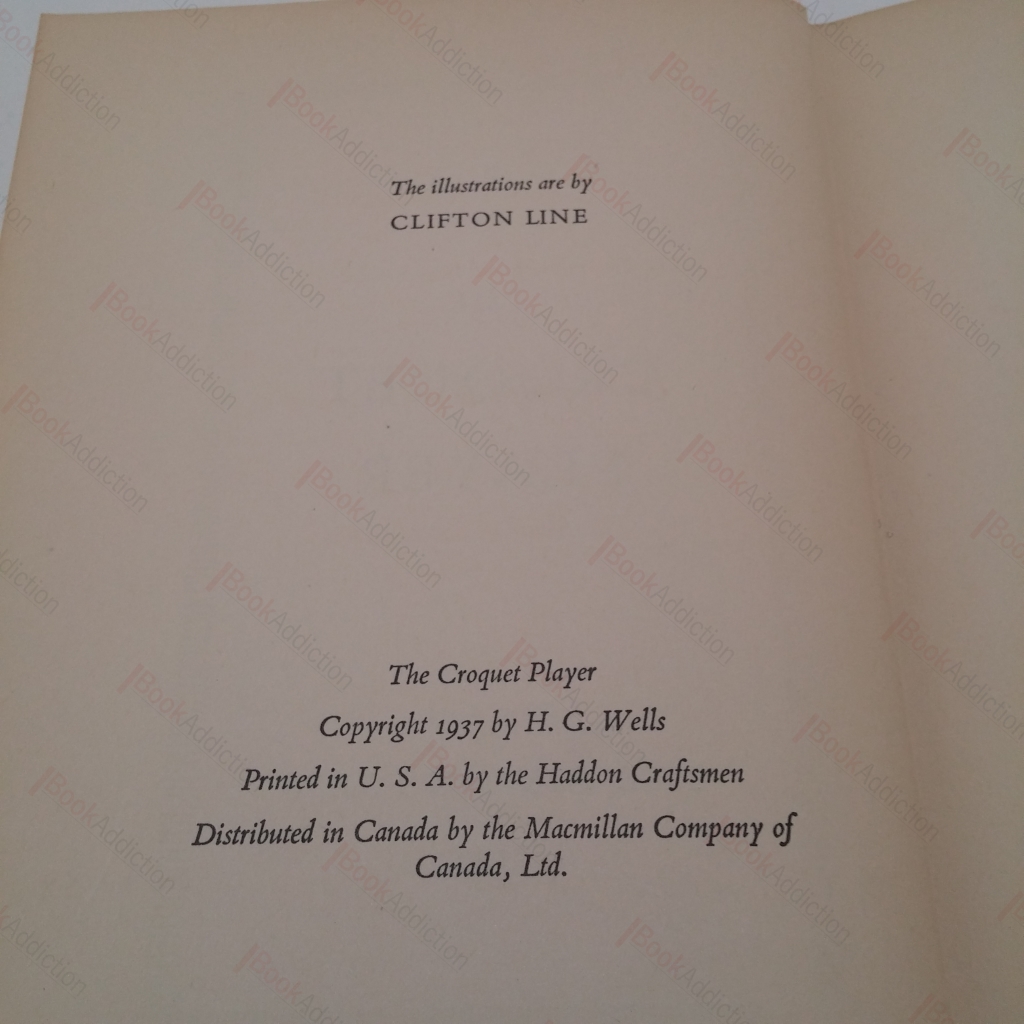 The illustrations are by
CLIFTON LINE
The Croquet Player
Copyright 1937 by H. G. Wells
Printed in U. S. A. by the Haddon Craftsmen
Distributed in Canada by the Macmillan Company of
Canada, Ltd.
BookAddiction